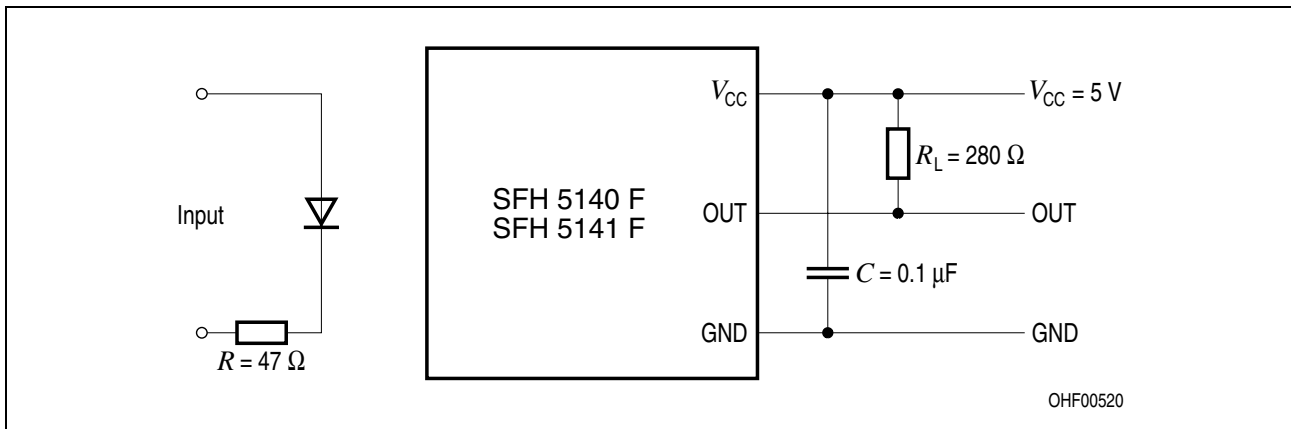 V_CC
V_CC = 5 V
R_L = 280 Ω
SFH 5140 F
SFH 5141 F
Input
OUT
OUT
C = 0.1 μF
GND
GND
R = 47 Ω
OHF00520